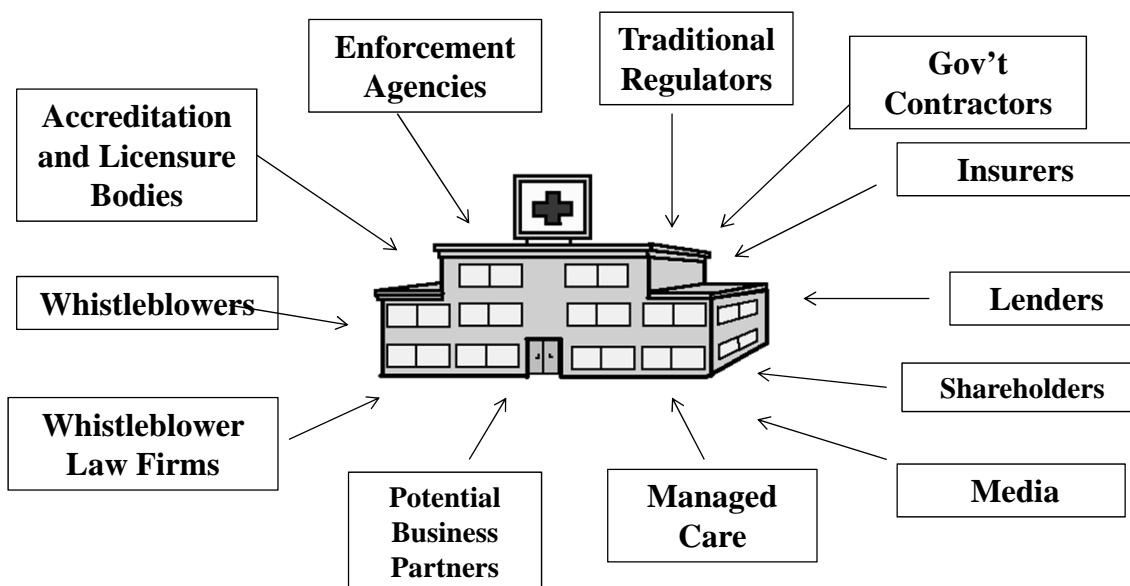 Enforcement
Agencies
Traditional
Regulators
Gov’t
Contractors
Accreditation
and Licensure
Bodies
Insurers
Whistleblowers
Lenders
Shareholders
Whistleblower
Law Firms
Potential
Business
Partners
Managed
Care
Media